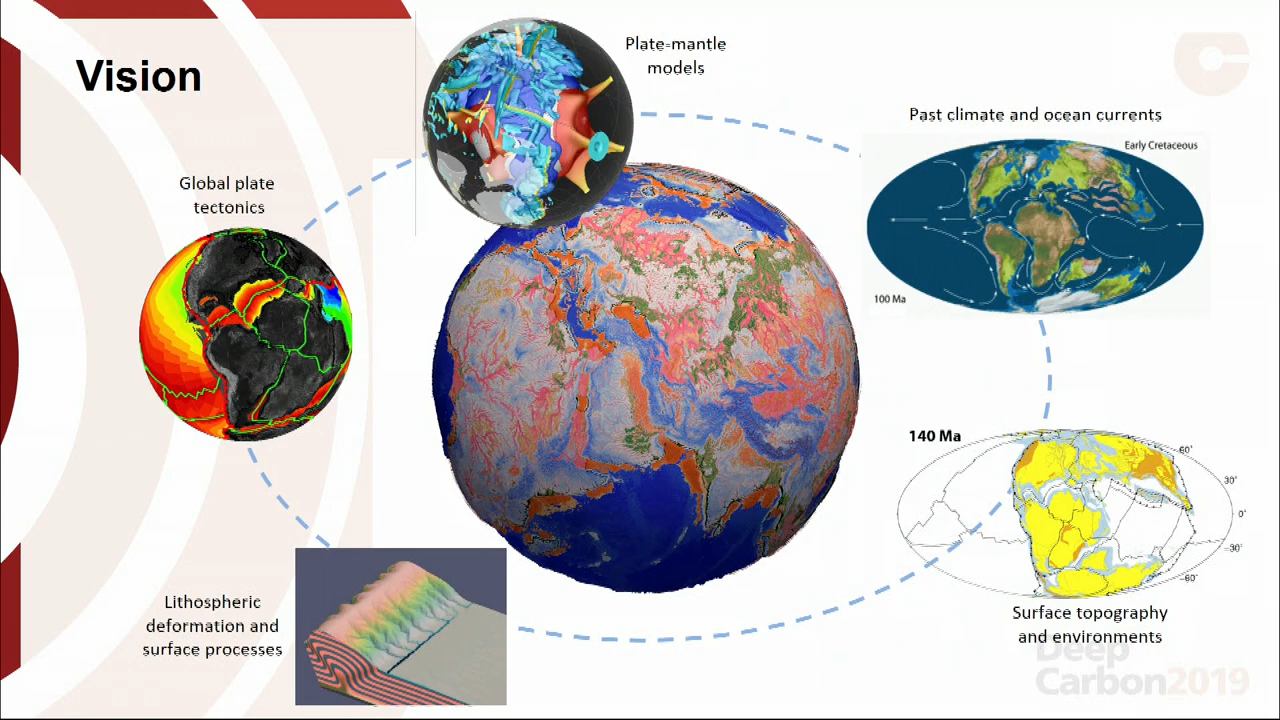 Vision
Plate-mantle
models
Past climate and ocean currents
Early Cretaceous
100 Ma
Global plate
tectonics
140 Ma
60°
30°
0°
-30°
-60°
Surface topography
and environments
Lithospheric
deformation and
surface processes
Deep
Carbon2019